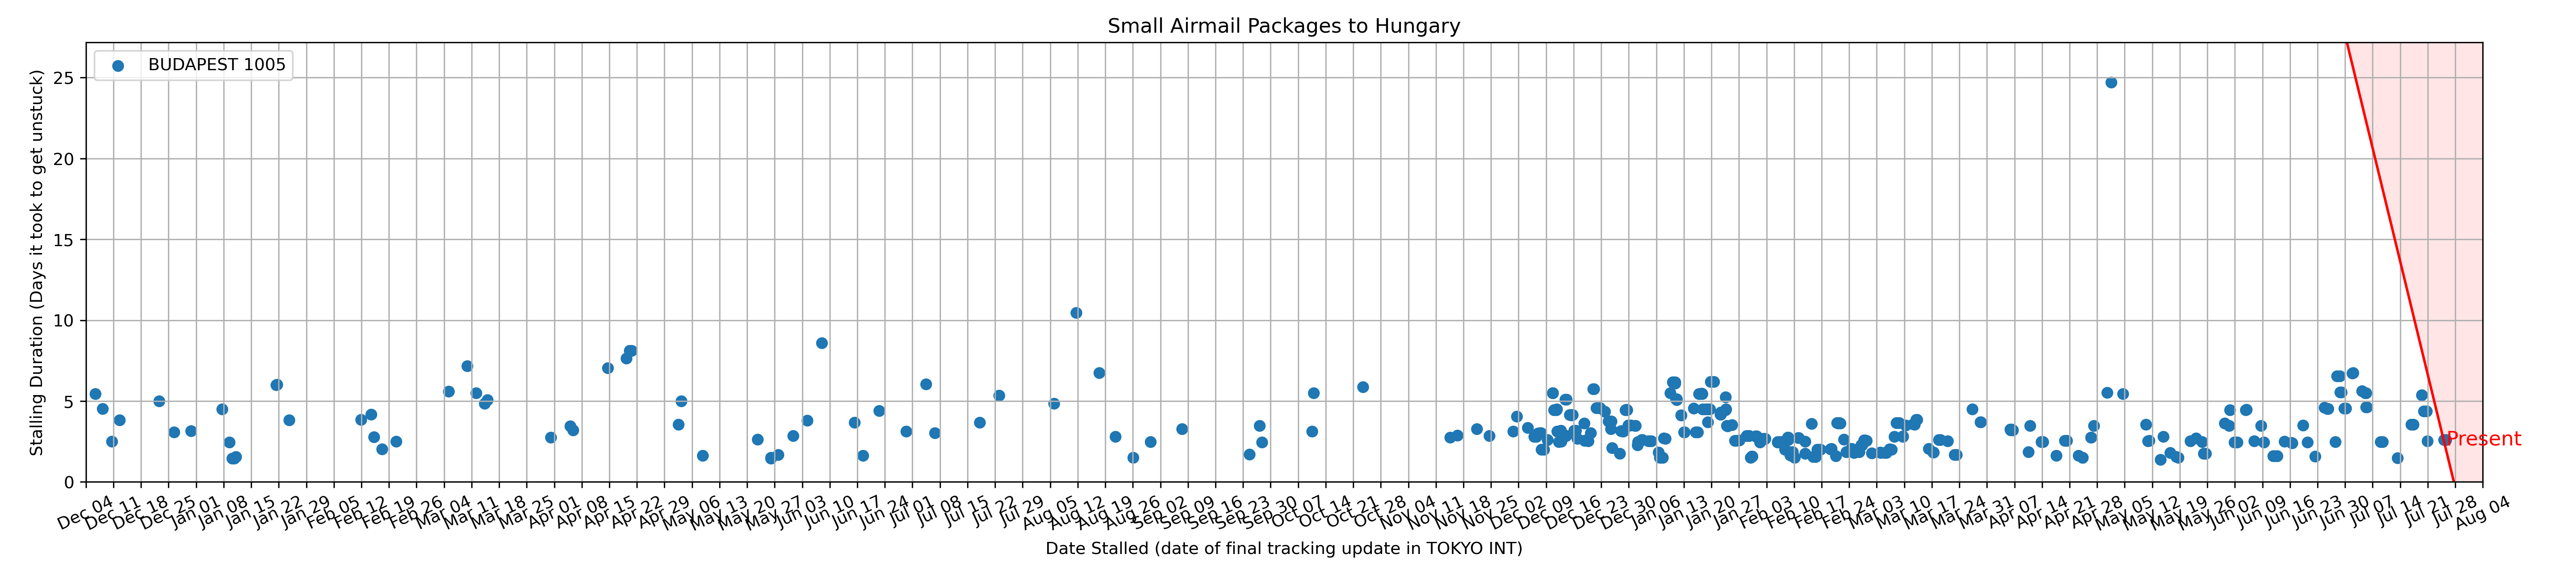 Small Airmail Packages to Hungary
BUDAPEST 1005
Stalling Duration (Days it took to get unstuck)
25
20
15
10
5
0
Present
Dec 04 Dec 11 Dec 18 Dec 25 Jan 01 Jan 08 Jan 15 Jan 22 Jan 29 Feb 05 Feb 12 Feb 19 Feb 26 Mar 04 Mar 11 Mar 18 Mar 25 Apr 01 Apr 08 Apr 15 Apr 22 Apr 29 May 06 May 13 May 20 May 27 Jun 03 Jun 10 Jun 17 Jun 24 Jul 01 Jul 08 Jul 15 Jul 22 Jul 29 Aug 05 Aug 12 Aug 19 Aug 26 Sep 02 Sep 09 Sep 16 Sep 23 Sep 30 Oct 07 Oct 14 Oct 21 Oct 28 Nov 04 Nov 11 Nov 18 Nov 25 Dec 02 Dec 09 Dec 16 Dec 23 Dec 30 Jan 06 Jan 13 Jan 20 Jan 27 Feb 03 Feb 10 Feb 17 Feb 24 Mar 03 Mar 10 Mar 17 Mar 24 Mar 31 Apr 07 Apr 14 Apr 21 Apr 28 May 05 May 12 May 19 May 26 Jun 02 Jun 09 Jun 16 Jun 23 Jun 30 Jul 07 Jul 14 Jul 21 Jul 28 Aug 04
Date Stalled (date of final tracking update in TOKYO INT)